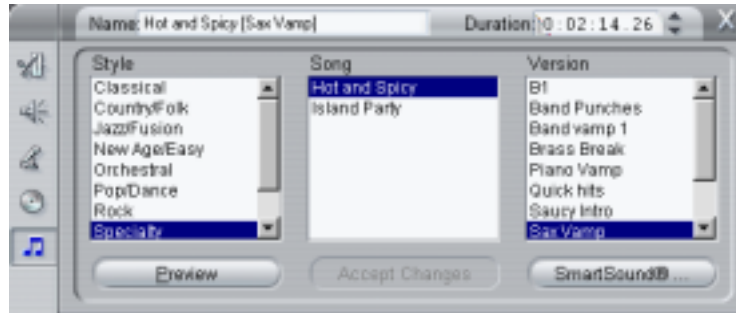 Name: Hot and Spicy [Sax Vamp] Duration: 0:02:14.26 X
Style Song Version
Classical Hot and Spicy B1
Country/Folk Island Party Band Punches
Jazz/Fusion Band vamp 1
New Age/Easy Brass Break
Orchestral Piano Vamp
Pop/Dance Quick hits
Rock Saucy Intro
Specialty Sax Vamp
Preview Accept Changes SmartSound® ...